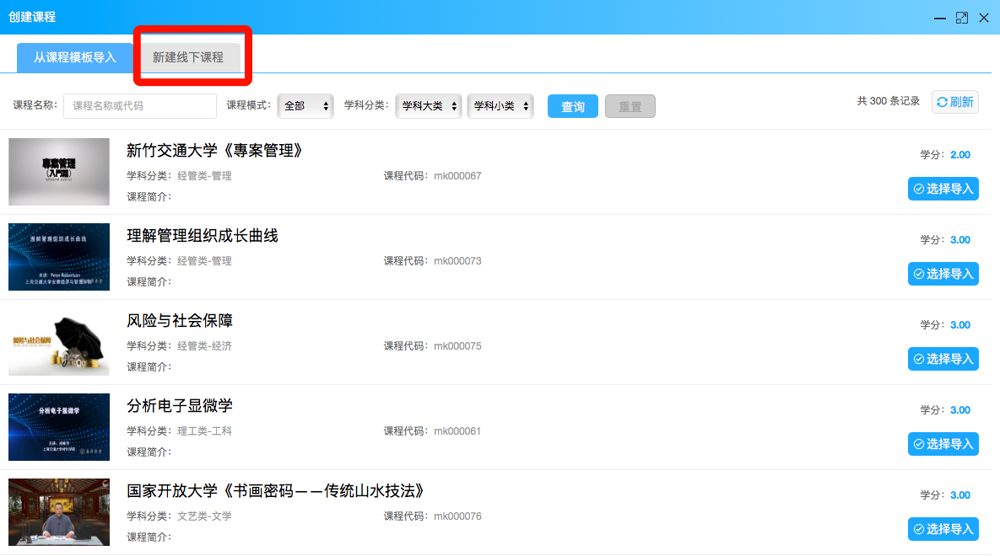 创建课程
从课程模板导入 新建线下课程
课程名称: 课程名称或代码 课程模式: 全部 学科分类: 学科大类 学科小类 查询 重置 共 300 条记录 刷新
專案管理
(入門篇)
新竹交通大学《專案管理》
学科分类: 经管类-管理 课程代码: mk000067
课程简介:
学分: 2.00
选择导入
理解管理组织成长曲线
主讲: Peter Robertson
上海交通大学安泰经济与管理学院
理解管理组织成长曲线
学科分类: 经管类-管理 课程代码: mk000073
课程简介:
学分: 3.00
选择导入
风险与社会保障
风险与社会保障
学科分类: 经管类-经济 课程代码: mk000075
课程简介:
学分: 3.00
选择导入
分析电子显微学
分析电子显微学
学科分类: 理工类-工科 课程代码: mk000061
课程简介:
学分: 3.00
选择导入
国家开放大学《书画密码——传统山水技法》
学科分类: 文艺类-文学 课程代码: mk000076
课程简介:
学分: 3.00
选择导入